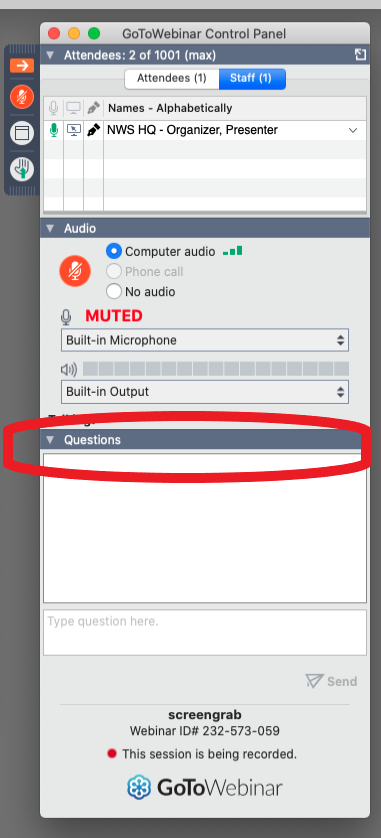 GoToWebinar Control Panel
Attendees: 2 of 1001 (max)
Attendees (1) Staff (1)
Names - Alphabetically
NWS HQ - Organizer, Presenter
Audio
Computer audio
Phone call
No audio
MUTED
Built-in Microphone
Built-in Output
Questions
Type question here.
Send
screengrab
Webinar ID# 232-573-059
This session is being recorded.
GoToWebinar